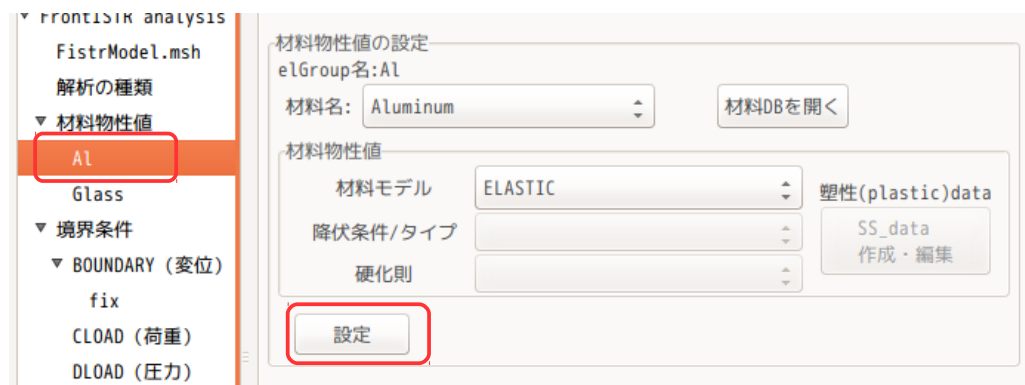 FrontISTR analysis
FistrModel.msh
解析の種類
材料物性値
Al
Glass
境界条件
BOUNDARY (変位)
fix
CLOAD (荷重)
DLOAD (圧力)
材料物性値の設定
elGroup名:Al
材料名: Aluminum 材料DBを開く
材料物性値
材料モデル ELASTIC 塑性(plastic)data
降伏条件/タイプ SS_data
作成・編集
硬化則
設定